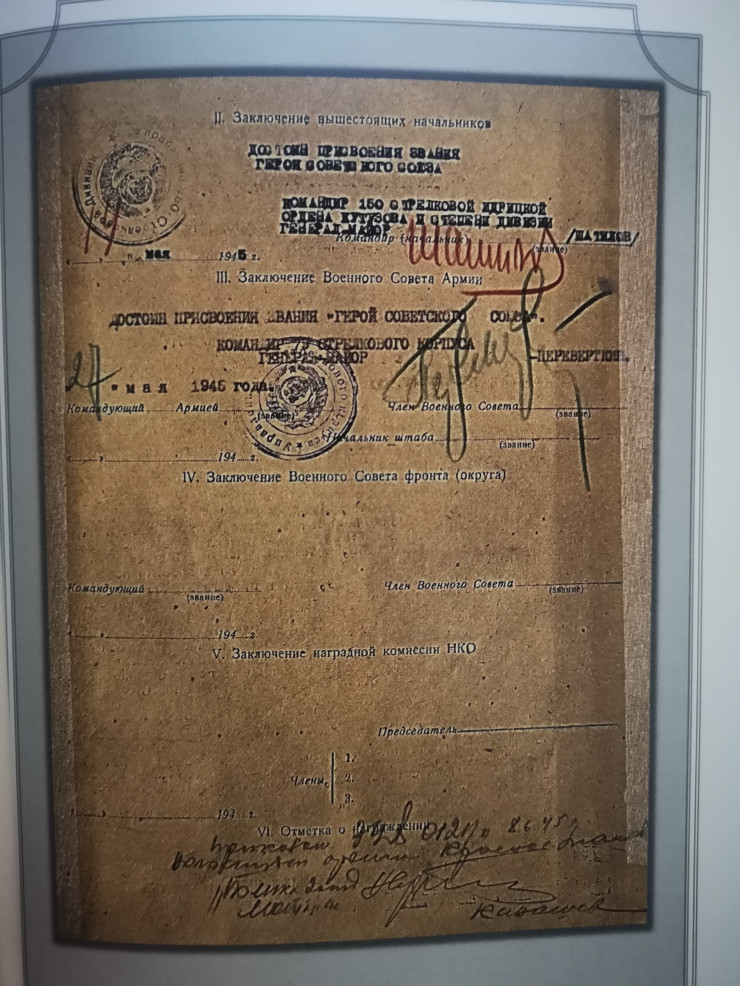 II. Заключение вышестоящих начальников
ДОСТОИН ПРИСВОЕНИЯ ЗВАНИЯ
ГЕРОЯ СОВЕТСКОГО СОЮЗА
КОМАНДИР 150 СТРЕЛКОВОЙ ИДРИЦКОЙ
ОРДЕНА КУТУЗОВА II СТЕПЕНИ ДИВИЗИИ
ГЕНЕРАЛ-МАЙОР /ШАТИЛОВ/
Командир (начальник) (звание)
" " мая 1945 г.
III. Заключение Военного Совета Армии
ДОСТОИН ПРИСВОЕНИЯ ЗВАНИЯ "ГЕРОЙ СОВЕТСКОГО СОЮЗА".
КОМАНДИР 79 СТРЕЛКОВОГО КОРПУСА
ГЕНЕРАЛ-МАЙОР -ПЕРЕВЕРТКИН.
27 " мая 1945 года.
Командующий Армией (звание) Член Военного Совета (звание)
Начальник штаба (звание)
" " 194 г.
IV. Заключение Военного Совета фронта (округа)
Командующий (звание) Член Военного Совета (звание)
" " 194 г.
V. Заключение наградной комиссии НКО
Председатель
Члены
1.
2.
3.
" " 194 г.
VI. Отметка о награждении
8.6.45